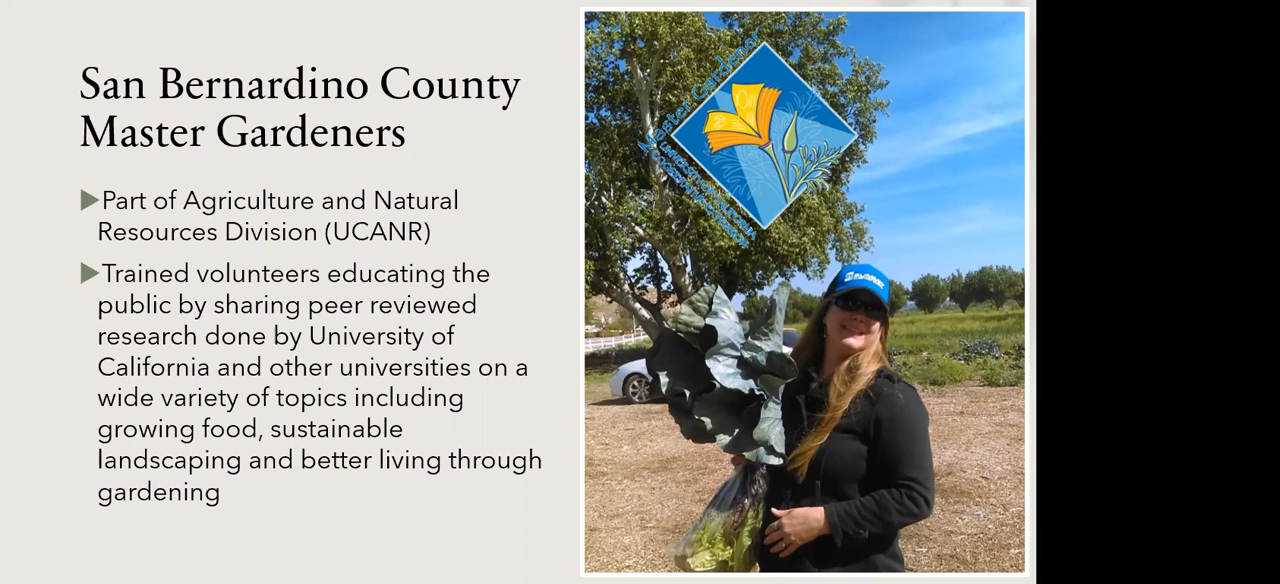 San Bernardino County
Master Gardeners
Part of Agriculture and Natural
Resources Division (UCANR)
Trained volunteers educating the
public by sharing peer reviewed
research done by University of
California and other universities on a
wide variety of topics including
growing food, sustainable
landscaping and better living through
gardening
Master Gardener